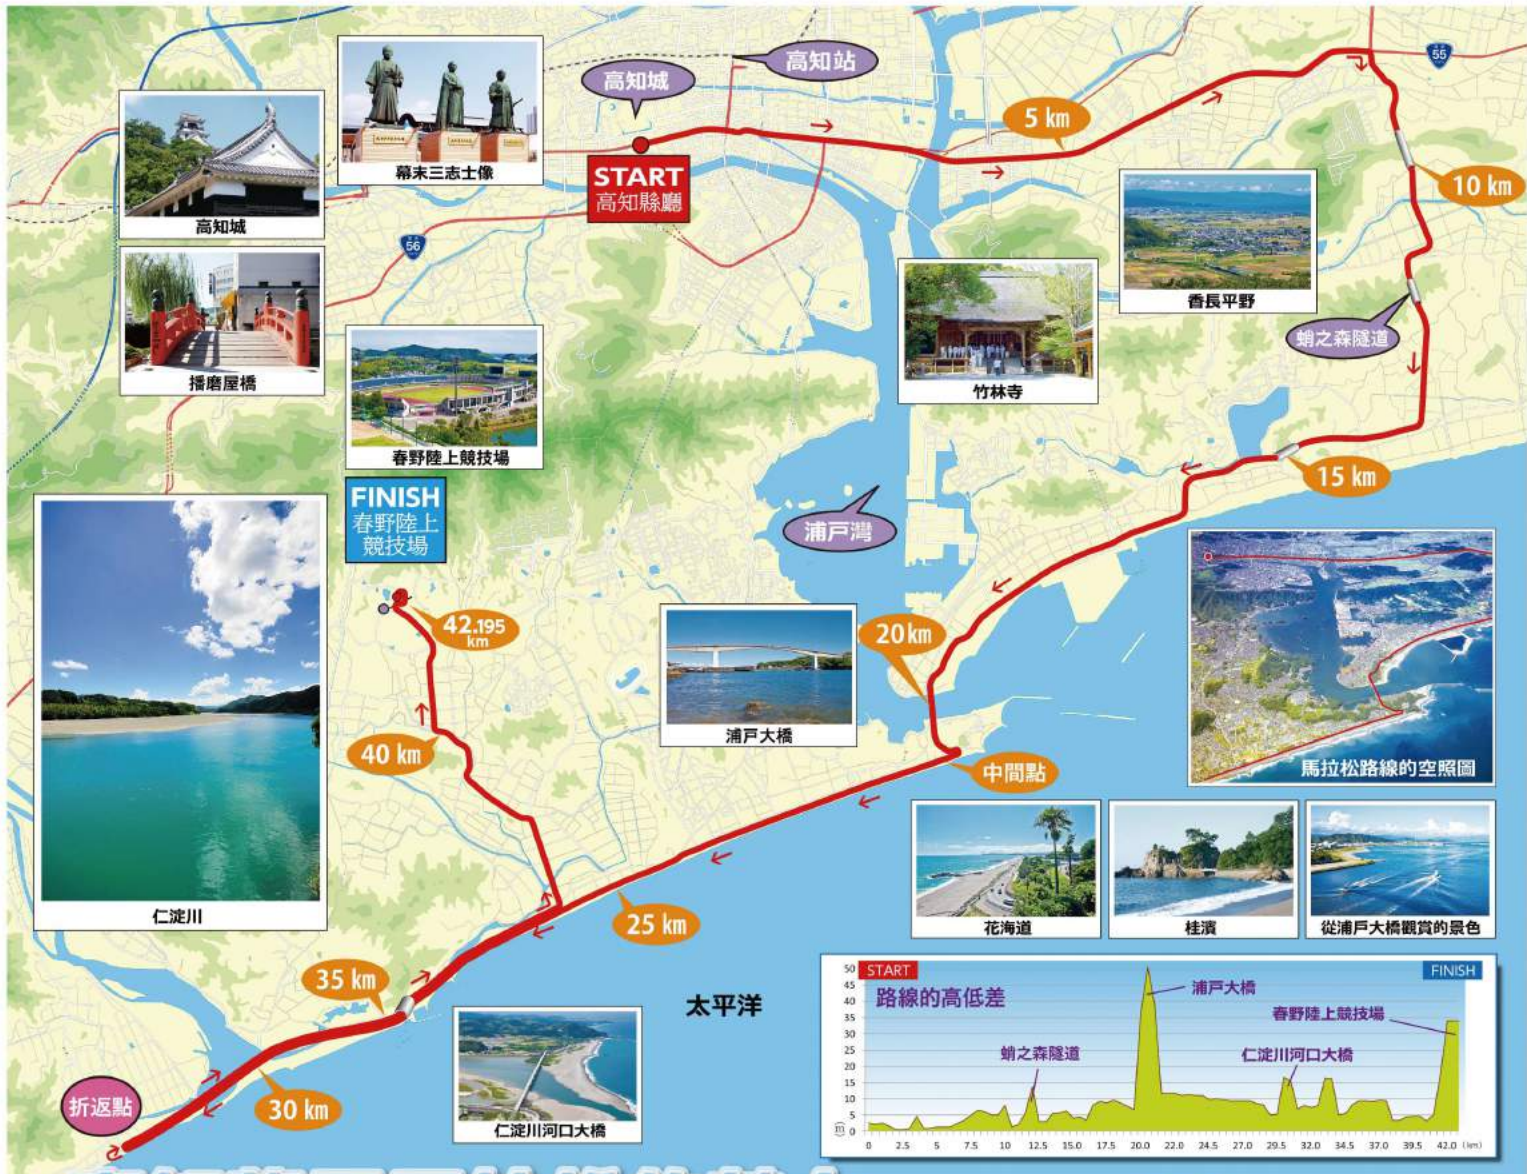 高知城
高知站
55
幕末三志士像
START
高知縣廳
5 km
10 km
高知城
56
香長平野
蛸之森隧道
播磨屋橋
竹林寺
春野陸上競技場
15 km
FINISH
春野陸上
競技場
浦戸灣
42.195
km
20km
浦戸大橋
40 km
中間點
馬拉松路線的空照圖
仁淀川
25 km
花海道
桂濱
從浦戸大橋觀賞的景色
35 km
太平洋
折返點
30 km
仁淀川河口大橋
START
FINISH
路線的高低差
浦戸大橋
春野陸上競技場
蛸之森隧道
仁淀川河口大橋
50
45
40
35
30
25
20
15
10
5
0
(m)
0 2.5 5 7.5 10 12.5 15.0 17.5 20.0 22.0 24.5 27.0 29.5 32.0 34.5 37.0 39.5 42.0 (km)